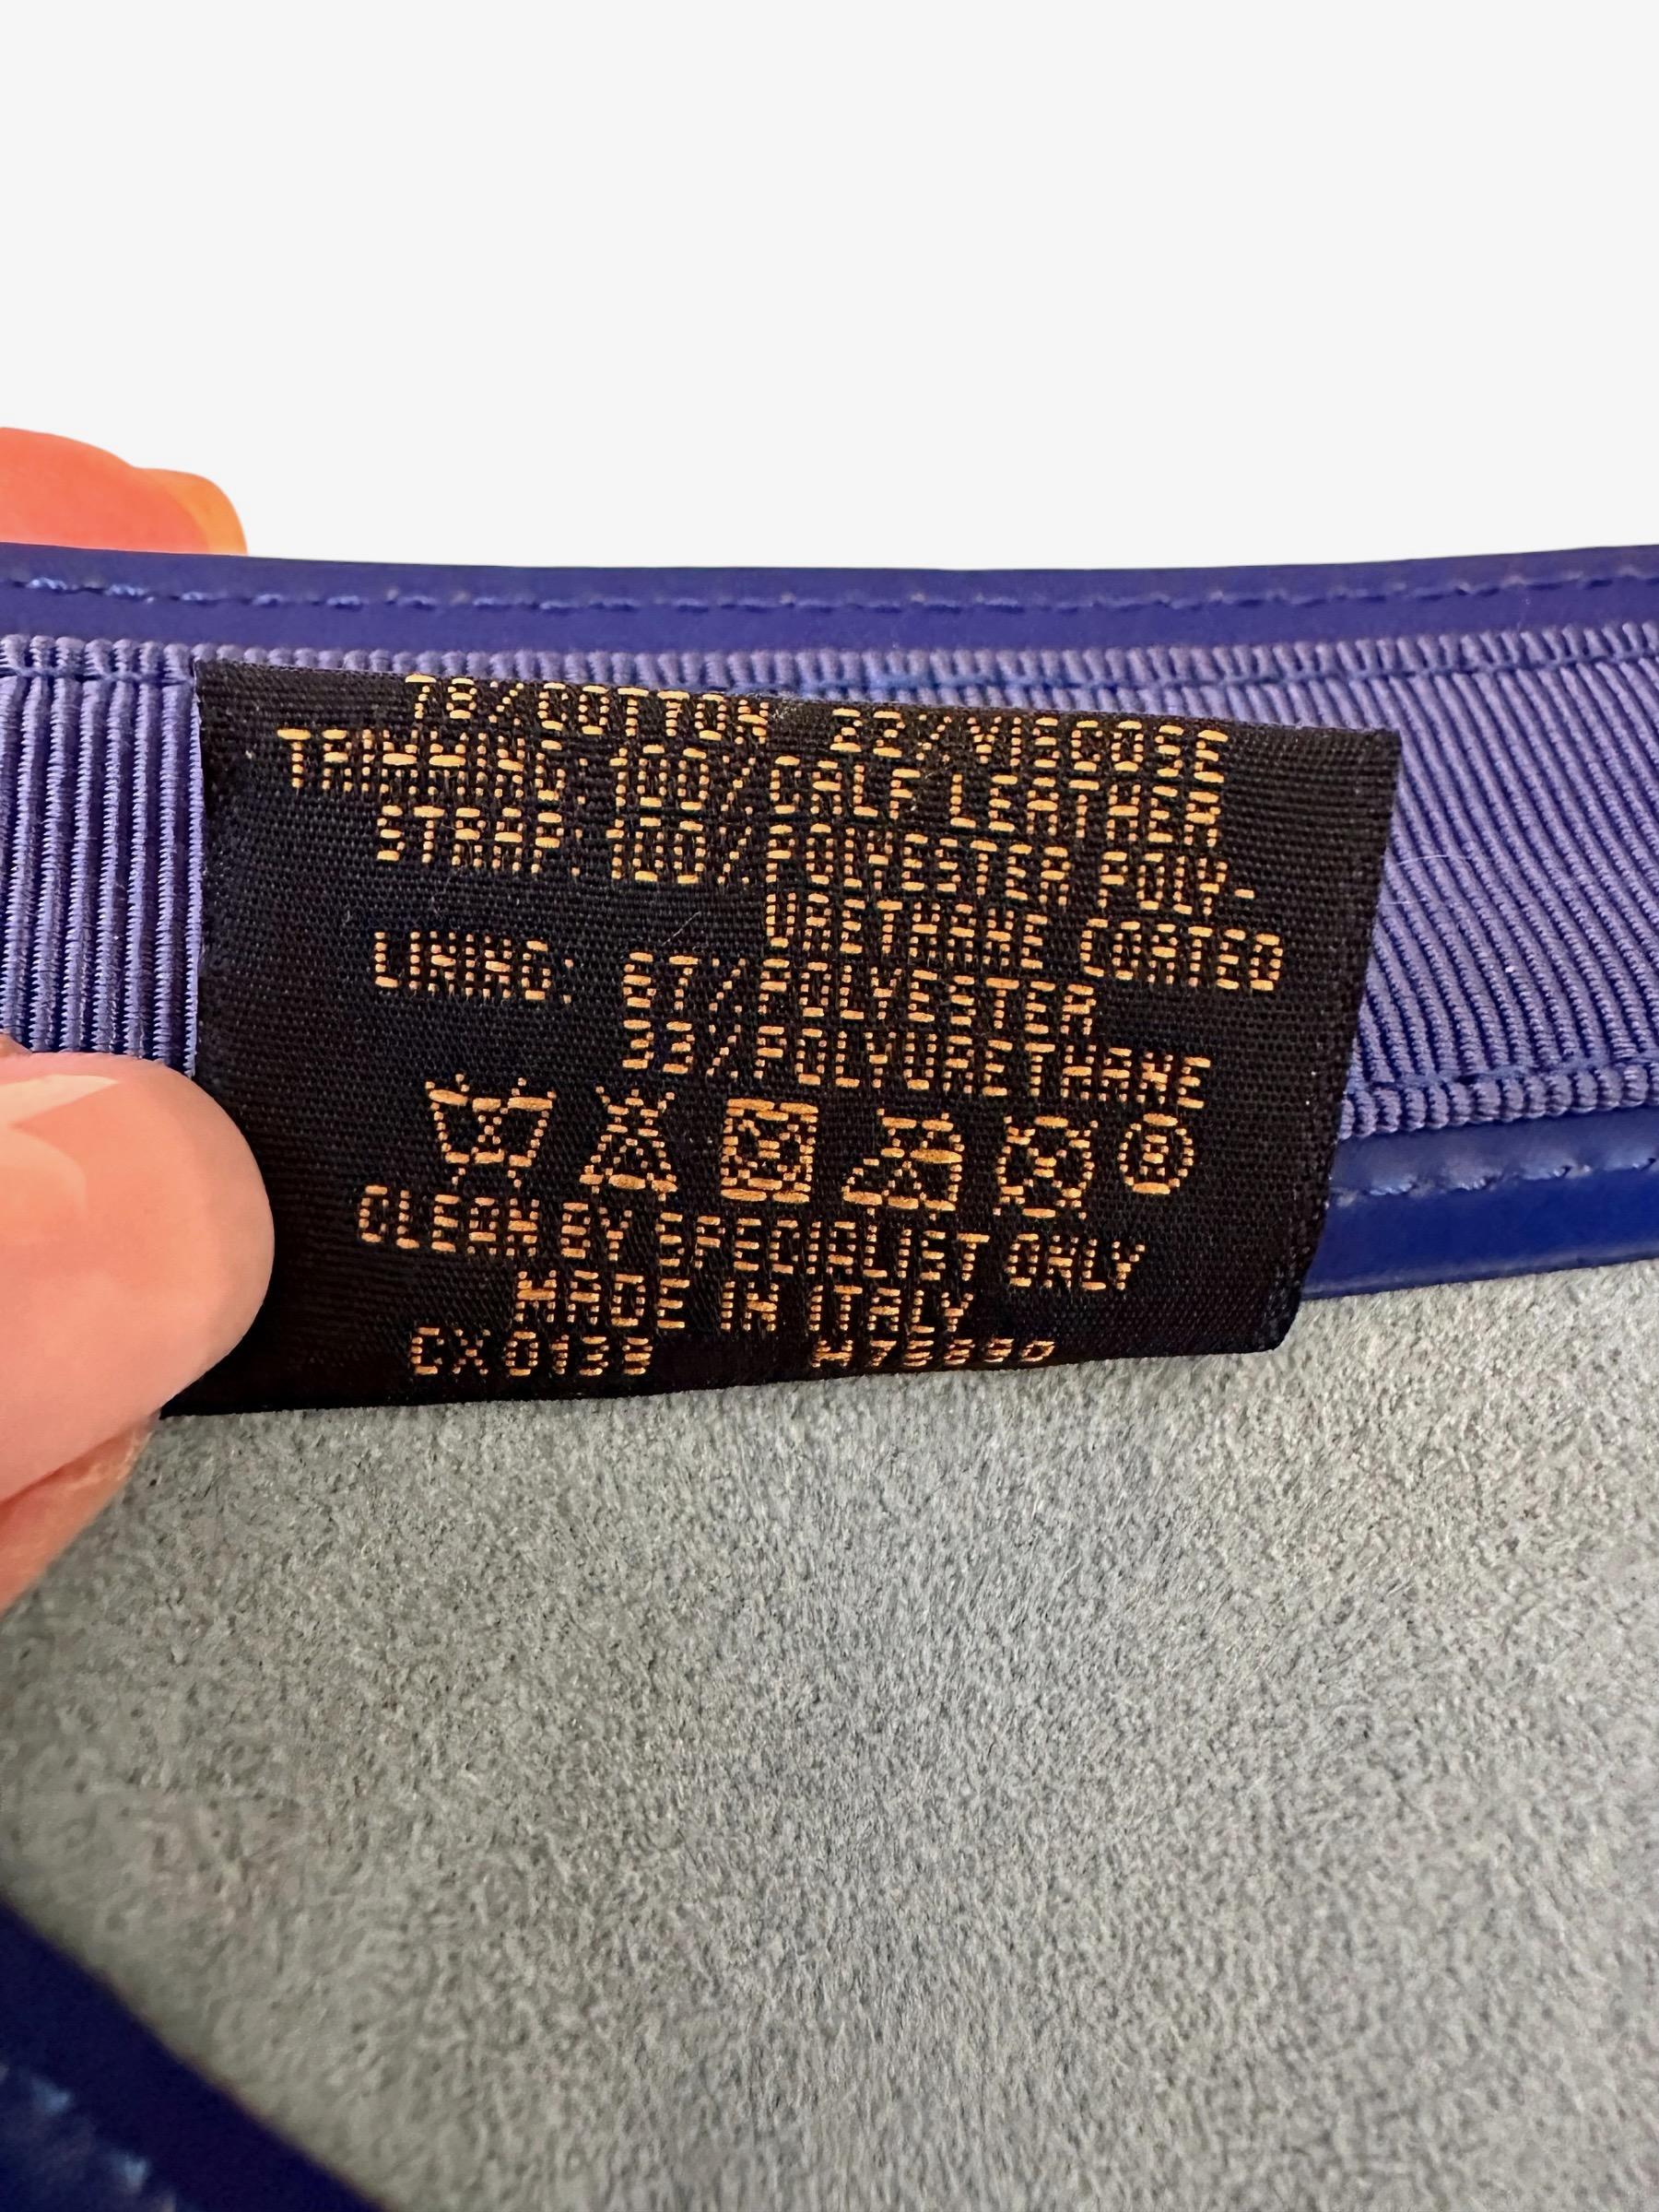 78%COTTON 22%VISCOSE
TRIMMING: 100%CALF LEATHER
STRAP: 100% POLYESTER POLY-
URETHANE COATED
LINING: 67%POLYESTER
33%POLYURETHANE
CLEAN BY SPECIALIST ONLY
MADE IN ITALY
CX0133